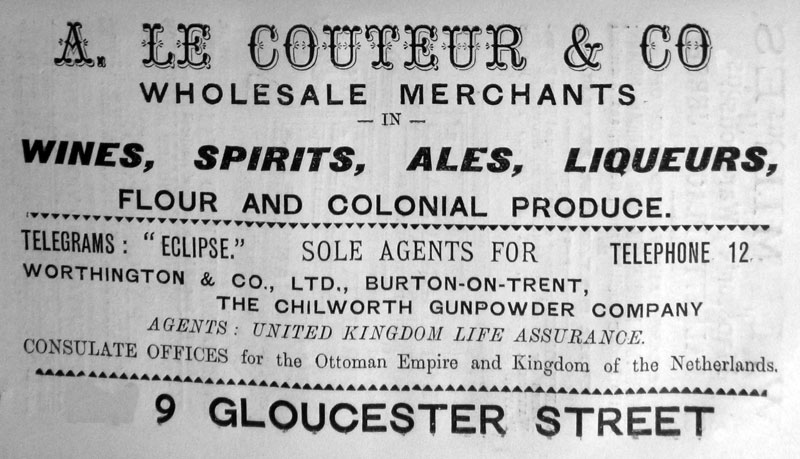 A. LE COUTEUR & CO
WHOLESALE MERCHANTS
— IN —
WINES, SPIRITS, ALES, LIQUEURS,
FLOUR AND COLONIAL PRODUCE.
TELEGRAMS: "ECLIPSE." SOLE AGENTS FOR TELEPHONE 12
WORTHINGTON & CO., LTD., BURTON-ON-TRENT,
THE CHILWORTH GUNPOWDER COMPANY
AGENTS: UNITED KINGDOM LIFE ASSURANCE.
CONSULATE OFFICES for the Ottoman Empire and Kingdom of the Netherlands.
9 GLOUCESTER STREET